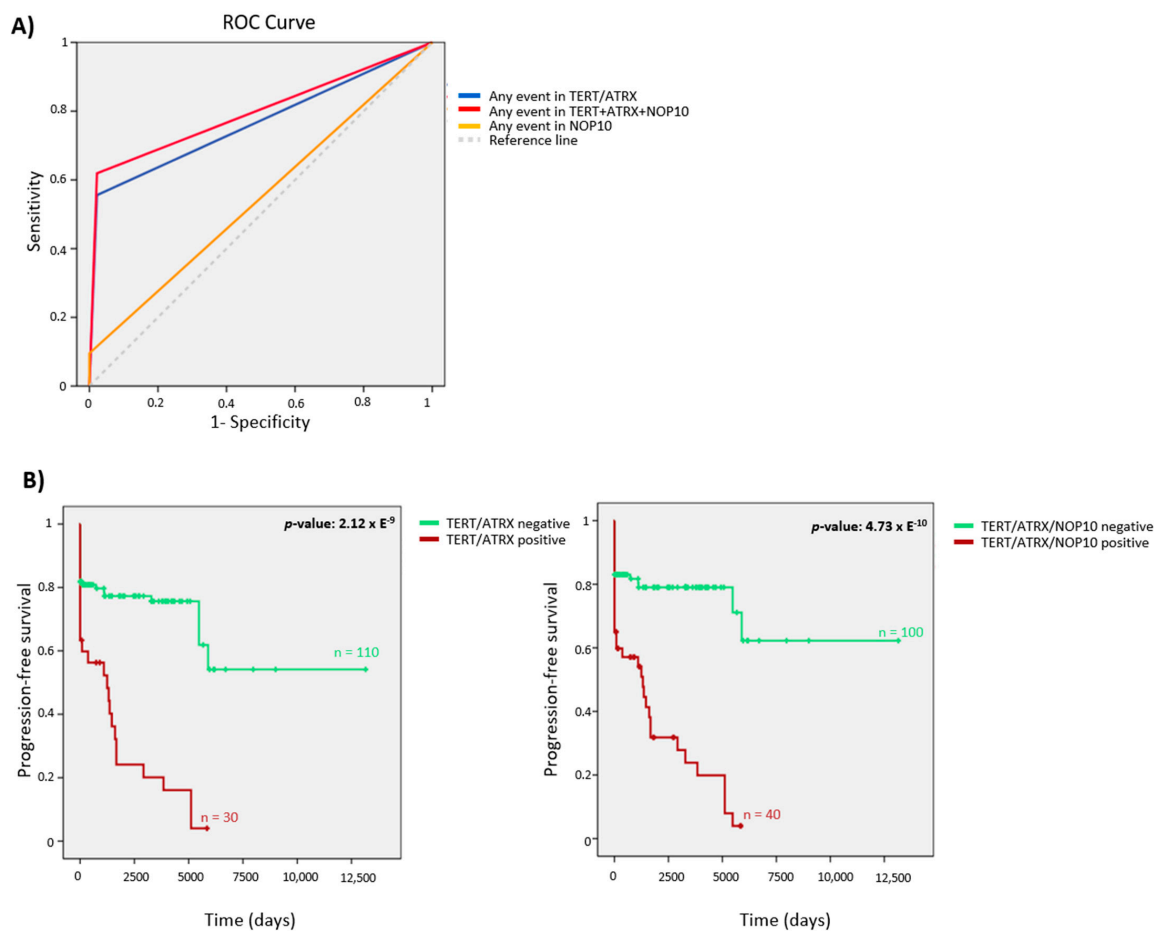 A)
ROC Curve
1
0.8
0.6
0.4
0.2
0
Sensitivity
0
0.2
0.4
0.6
0.8
1
1- Specificity
Any event in TERT/ATRX
Any event in TERT+ATRX+NOP10
Any event in NOP10
Reference line
B)
p-value: 2.12 x E-9
TERT/ATRX negative
TERT/ATRX positive
1
0.8
0.6
0.4
0.2
0
Progression-free survival
n = 110
n = 30
0
2500
5000
7500
10,000
12,500
Time (days)
p-value: 4.73 x E-10
TERT/ATRX/NOP10 negative
TERT/ATRX/NOP10 positive
1
0.8
0.6
0.4
0.2
0
Progression-free survival
n = 100
n = 40
0
2500
5000
7500
10,000
12,500
Time (days)